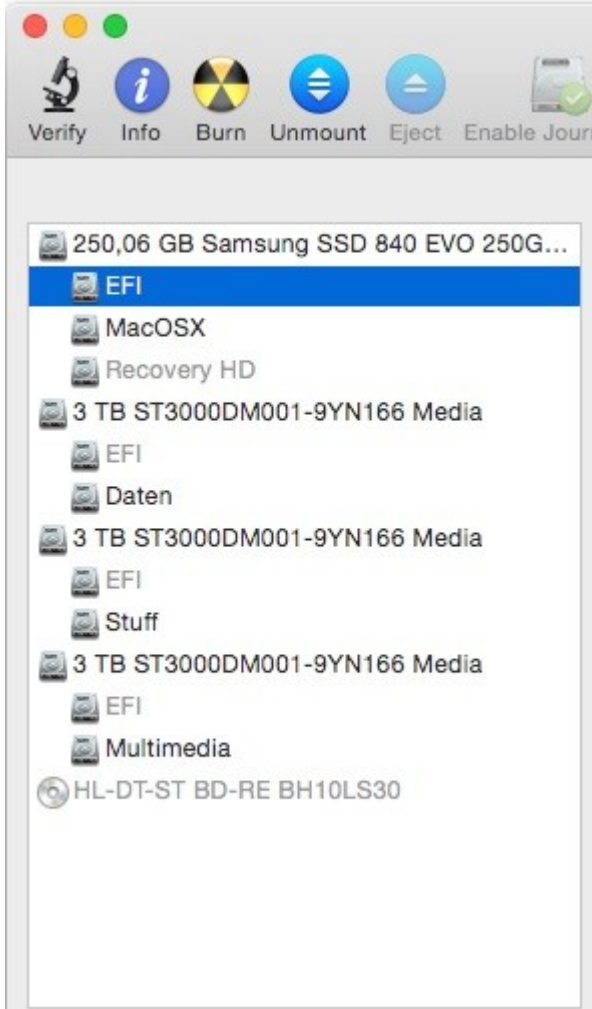 Verify Info Burn Unmount Eject Enable Jour
250,06 GB Samsung SSD 840 EVO 250G...
EFI
MacOSX
Recovery HD
3 TB ST3000DM001-9YN166 Media
EFI
Daten
3 TB ST3000DM001-9YN166 Media
EFI
Stuff
3 TB ST3000DM001-9YN166 Media
EFI
Multimedia
HL-DT-ST BD-RE BH10LS30